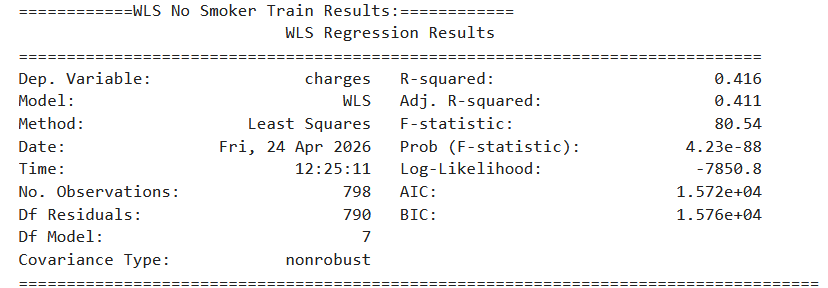 ============WLS No Smoker Train Results:============
                            WLS Regression Results
==============================================================================
Dep. Variable:                charges   R-squared:                       0.416
Model:                            WLS   Adj. R-squared:                  0.411
Method:                 Least Squares   F-statistic:                     80.54
Date:                Fri, 24 Apr 2026   Prob (F-statistic):           4.23e-88
Time:                        12:25:11   Log-Likelihood:                -7850.8
No. Observations:                 798   AIC:                         1.572e+04
Df Residuals:                     790   BIC:                         1.576e+04
Df Model:                           7
Covariance Type:            nonrobust
====================================================================================